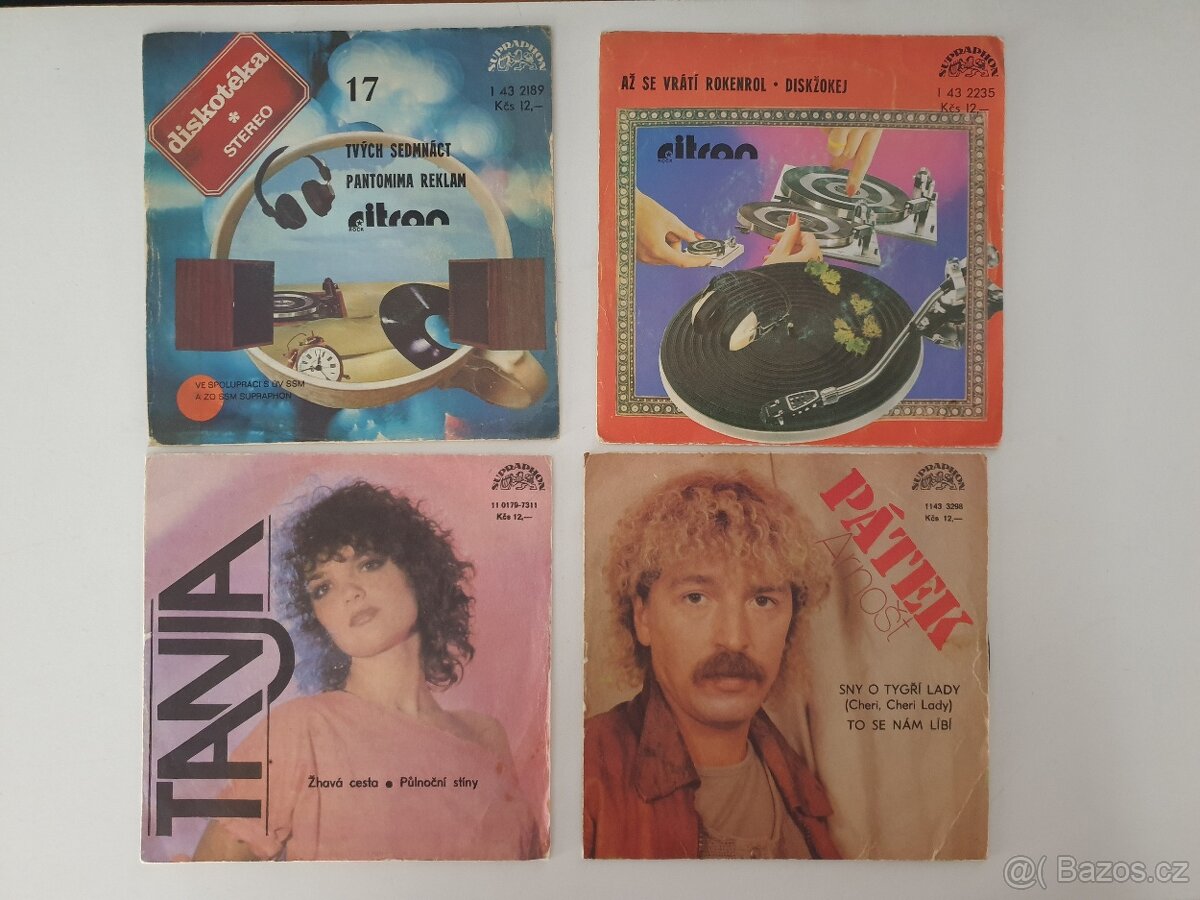 diskotéka
*
STEREO
17
SUPRAPHON
1 43 2189
Kčs 12,—
TVÝCH SEDMNÁCT
PANTOMIMA REKLAM
citron
ROCK
VE SPOLUPRÁCI S ÚV SSM
A ZO SSM SUPRAPHON
AŽ SE VRÁTÍ ROKENROL • DISKŽOKEJ
SUPRAPHON
1 43 2235
Kčs 12,—
citron
ROCK
TANJA
SUPRAPHON
11 0179-7311
Kčs 12,—
Žhavá cesta • Půlnoční stíny
PÁTEK
Arnošt
SUPRAPHON
1143 3298
Kčs 12,—
SNY O TYGŘÍ LADY
(Cheri, Cheri Lady)
TO SE NÁM LÍBÍ
@( Bazos.cz